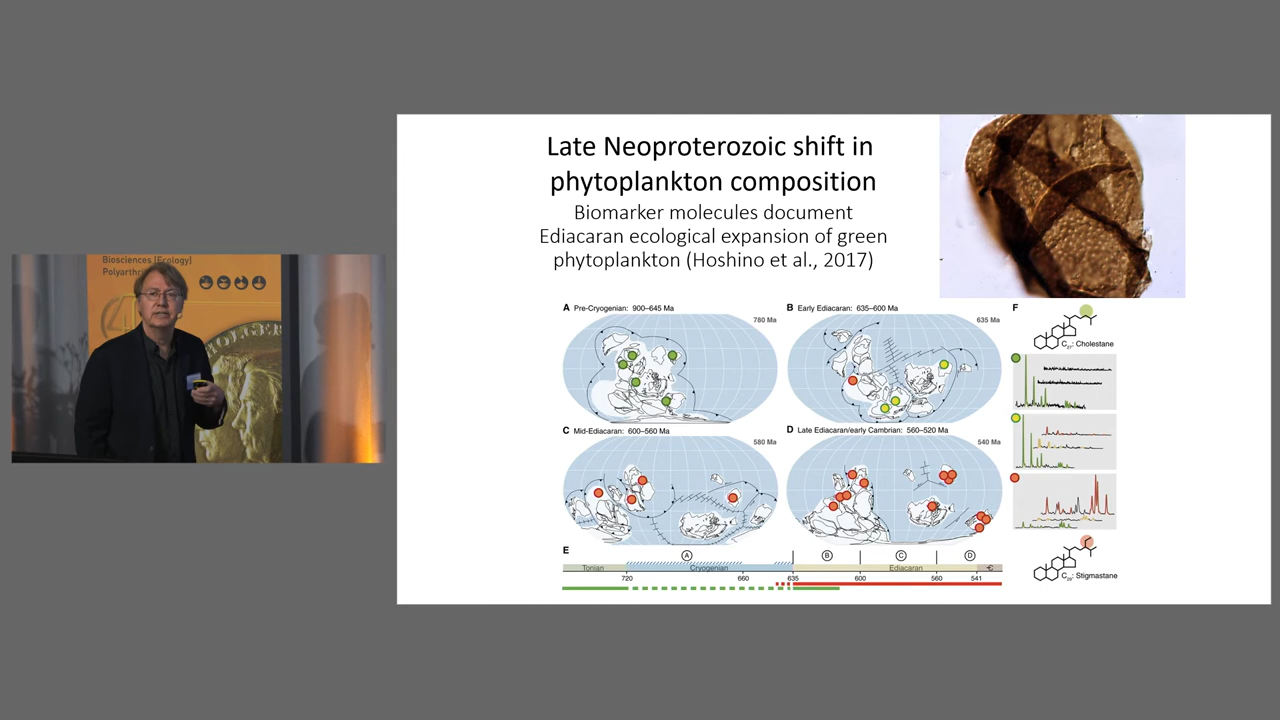 Biosciences [Ecology]
Polyarthri
HOLGER
Late Neoproterozoic shift in
phytoplankton composition
Biomarker molecules document
Ediacaran ecological expansion of green
phytoplankton (Hoshino et al., 2017)
A Pre-Cryogenian: 900–645 Ma
780 Ma
B Early Ediacaran: 635–600 Ma
635 Ma
C Mid-Ediacaran: 600–560 Ma
580 Ma
D Late Ediacaran/early Cambrian: 560–520 Ma
540 Ma
E
A B C D
Tonian Cryogenian Ediacaran Є
720 660 635 600 560 541
F
C27: Cholestane
C29: Stigmastane